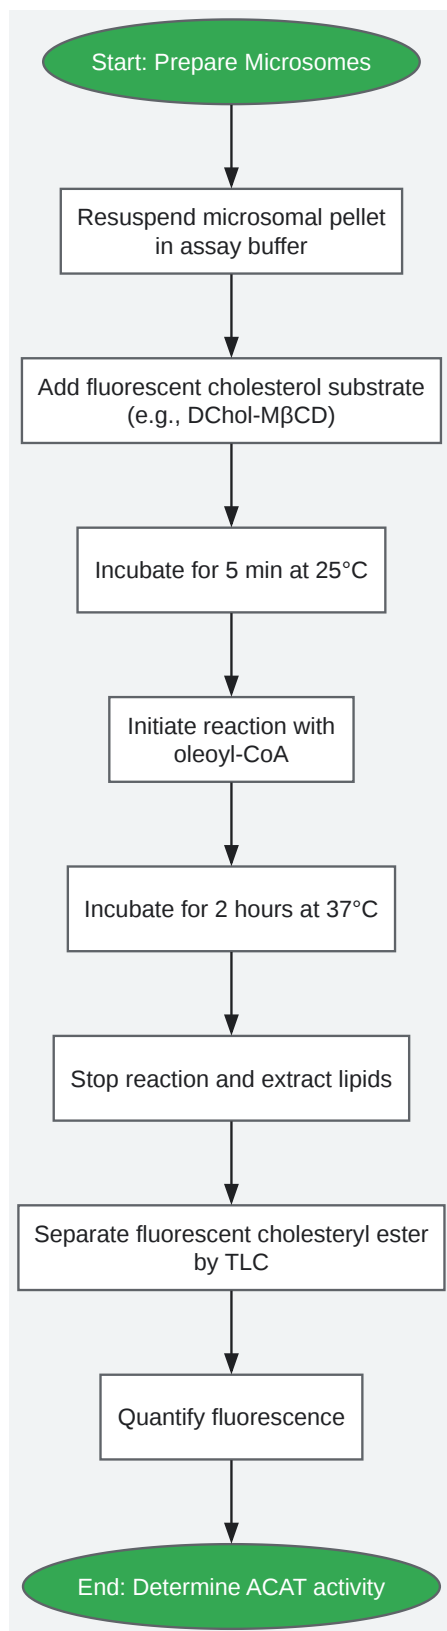 Start: Prepare Microsomes
Resuspend microsomal pellet
in assay buffer
Add fluorescent cholesterol substrate
(e.g., DChol-MβCD)
Incubate for 5 min at 25°C
Initiate reaction with
oleoyl-CoA
Incubate for 2 hours at 37°C
Stop reaction and extract lipids
Separate fluorescent cholesteryl ester
by TLC
Quantify fluorescence
End: Determine ACAT activity